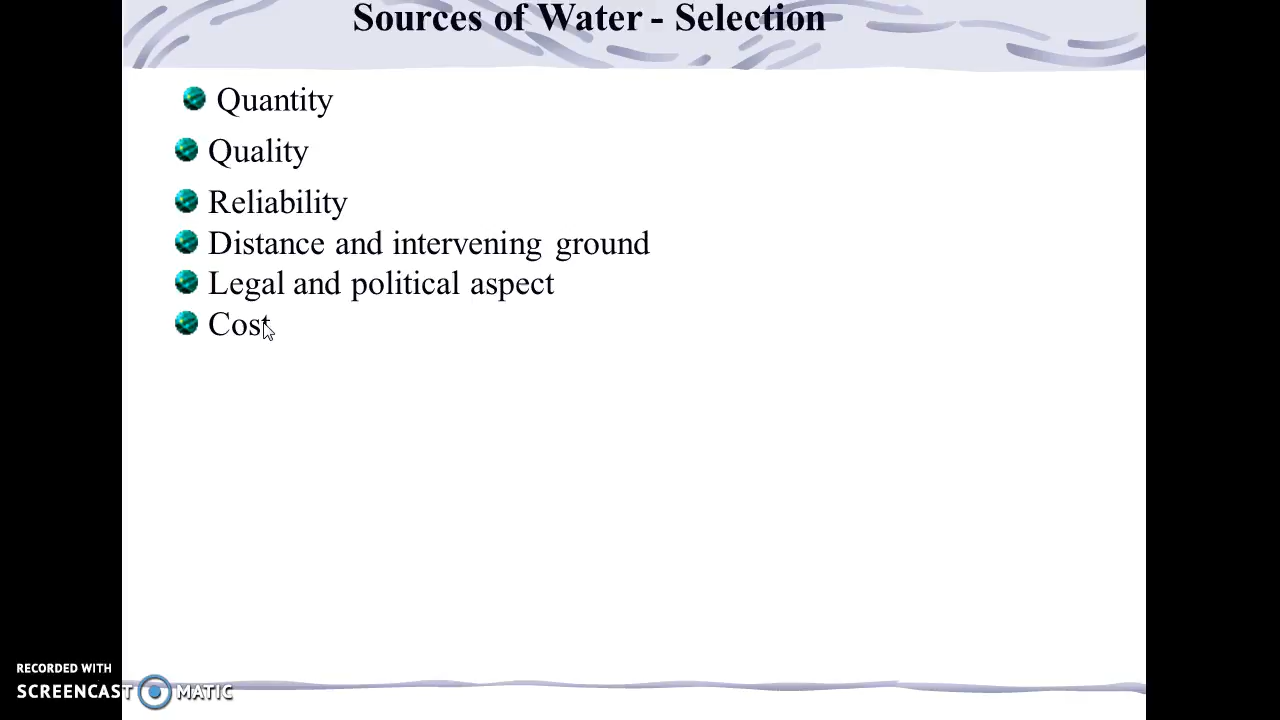 Sources of Water - Selection
Quantity
Quality
Reliability
Distance and intervening ground
Legal and political aspect
Cost
RECORDED WITH
SCREENCAST MATIC